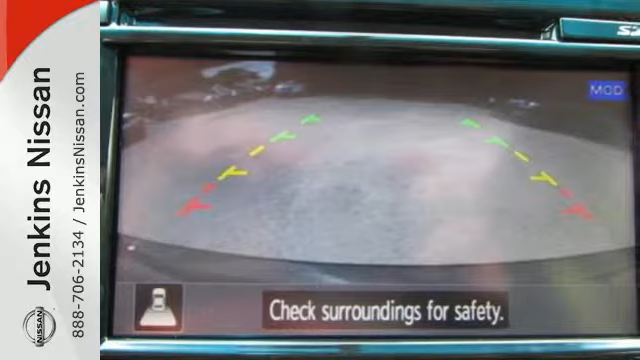 Jenkins Nissan
888-706-2134 / JenkinsNissan.com
NISSAN
MOD
Check surroundings for safety.